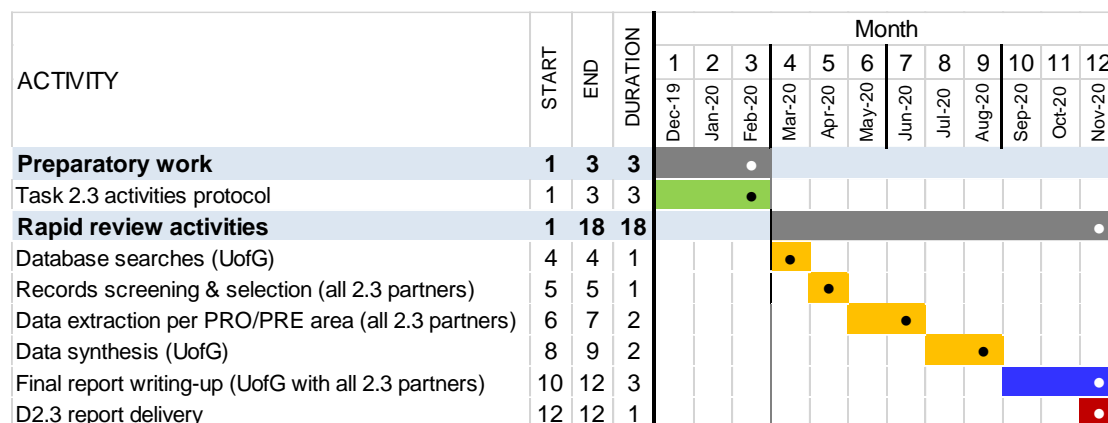 Month
ACTIVITY START END DURATION 1 2 3 4 5 6 7 8 9 10 11 12
Dec-19 Jan-20 Feb-20 Mar-20 Apr-20 May-20 Jun-20 Jul-20 Aug-20 Sep-20 Oct-20 Nov-20
Preparatory work 1 3 3
Task 2.3 activities protocol 1 3 3
Rapid review activities 1 18 18
Database searches (UofG) 4 4 1
Records screening & selection (all 2.3 partners) 5 5 1
Data extraction per PRO/PRE area (all 2.3 partners) 6 7 2
Data synthesis (UofG) 8 9 2
Final report writing-up (UofG with all 2.3 partners) 10 12 3
D2.3 report delivery 12 12 1